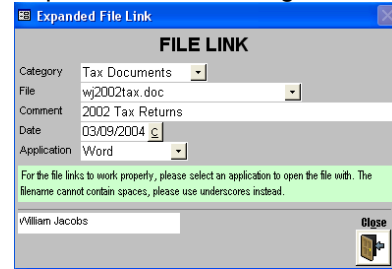 Expanded File Link
FILE LINK
Category Tax Documents
File wj2002tax.doc
Comment 2002 Tax Returns
Date 03/09/2004 C
Application Word
For the file links to work properly, please select an application to open the file with. The
filename cannot contain spaces, please use underscores instead.
William Jacobs
Close